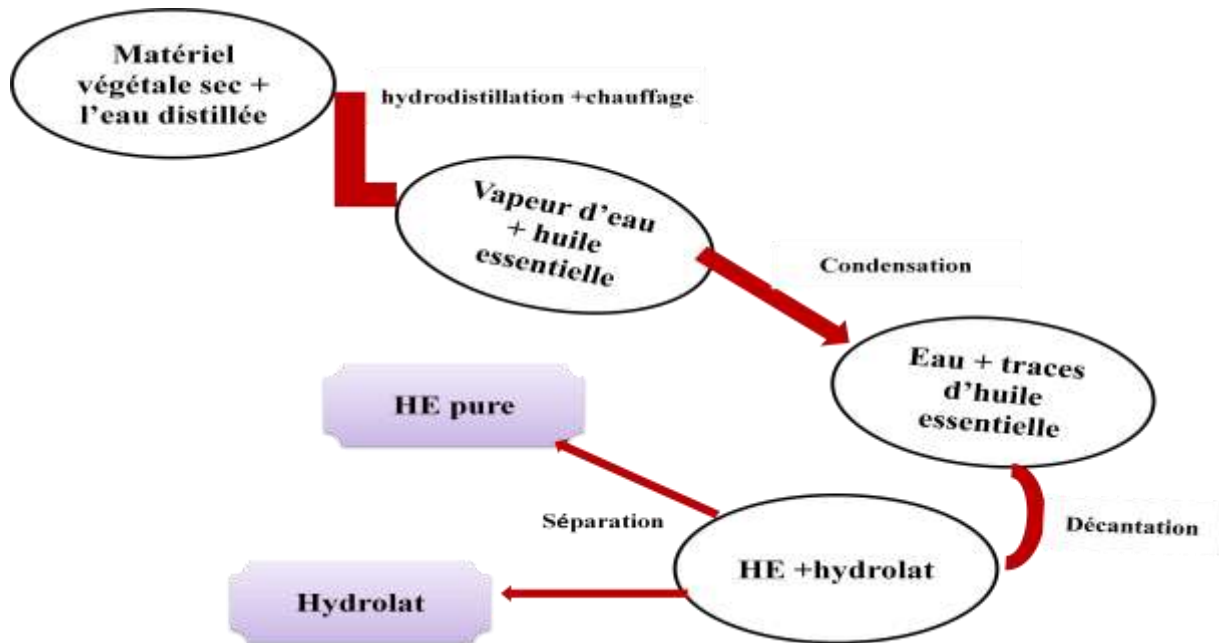 Matériel
végétale sec +
l'eau distillée
hydrodistillation +chauffage
Vapeur d'eau
+ huile
essentielle
Condensation
Eau + traces
d'huile
essentielle
Décantation
HE +hydrolat
Séparation
HE pure
Hydrolat